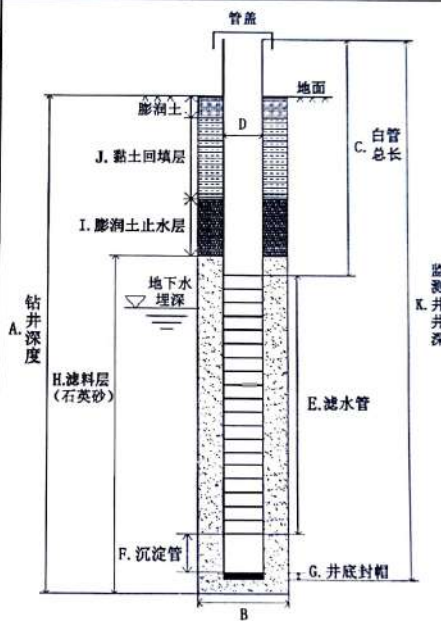 管盖
地面
膨润土
D
J. 黏土回填层
C. 白管总长
I. 膨润土止水层
地下水埋深
A. 钻井深度
K. 监测井井深
H. 滤料层
(石英砂)
E. 滤水管
F. 沉淀管
G. 井底封帽
B